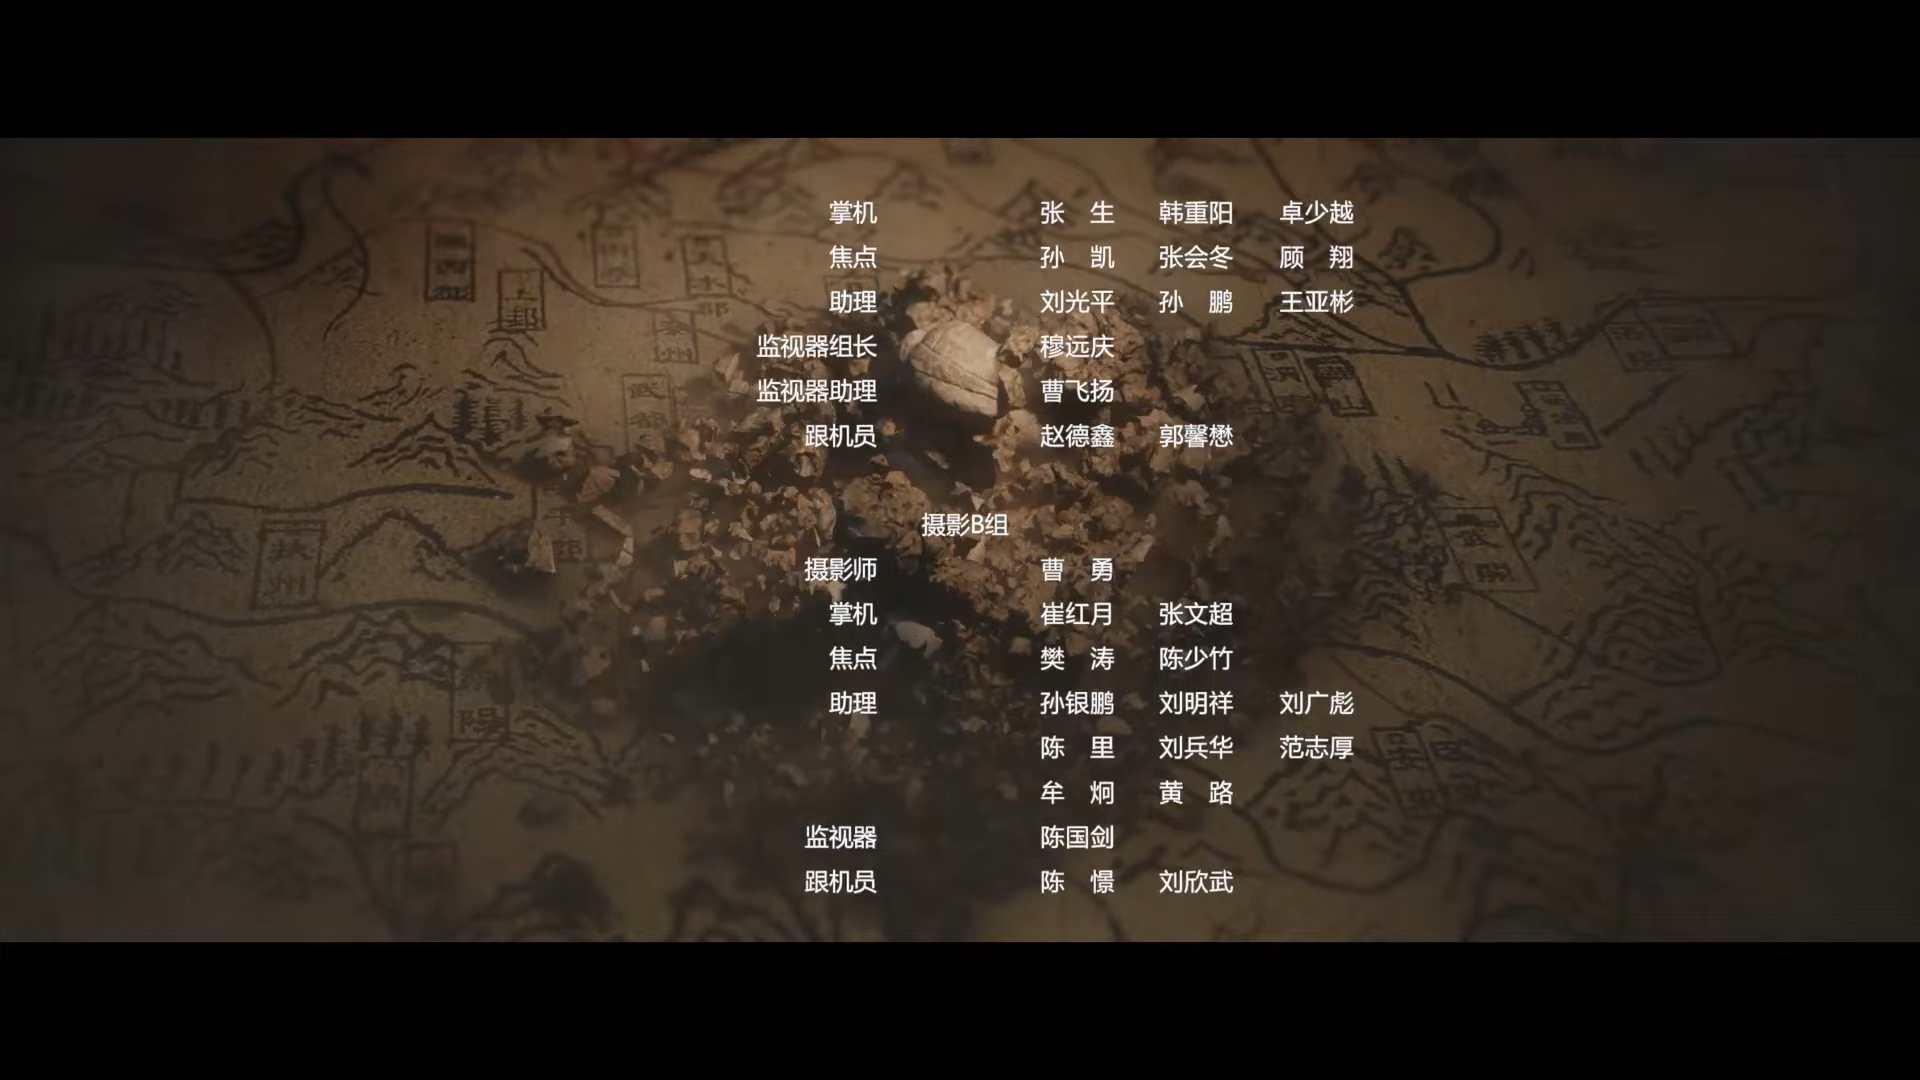 掌机 张 生 韩重阳 卓少越
焦点 孙 凯 张会冬 顾 翔
助理 刘光平 孙 鹏 王亚彬
监视器组长 穆远庆
监视器助理 曹飞扬
跟机员 赵德鑫 郭馨懋
摄影B组
摄影师 曹 勇
掌机 崔红月 张文超
焦点 樊 涛 陈少竹
助理 孙银鹏 刘明祥 刘广彪
陈 里 刘兵华 范志厚
牟 炯 黄 路
监视器 陈国剑
跟机员 陈 憬 刘欣武